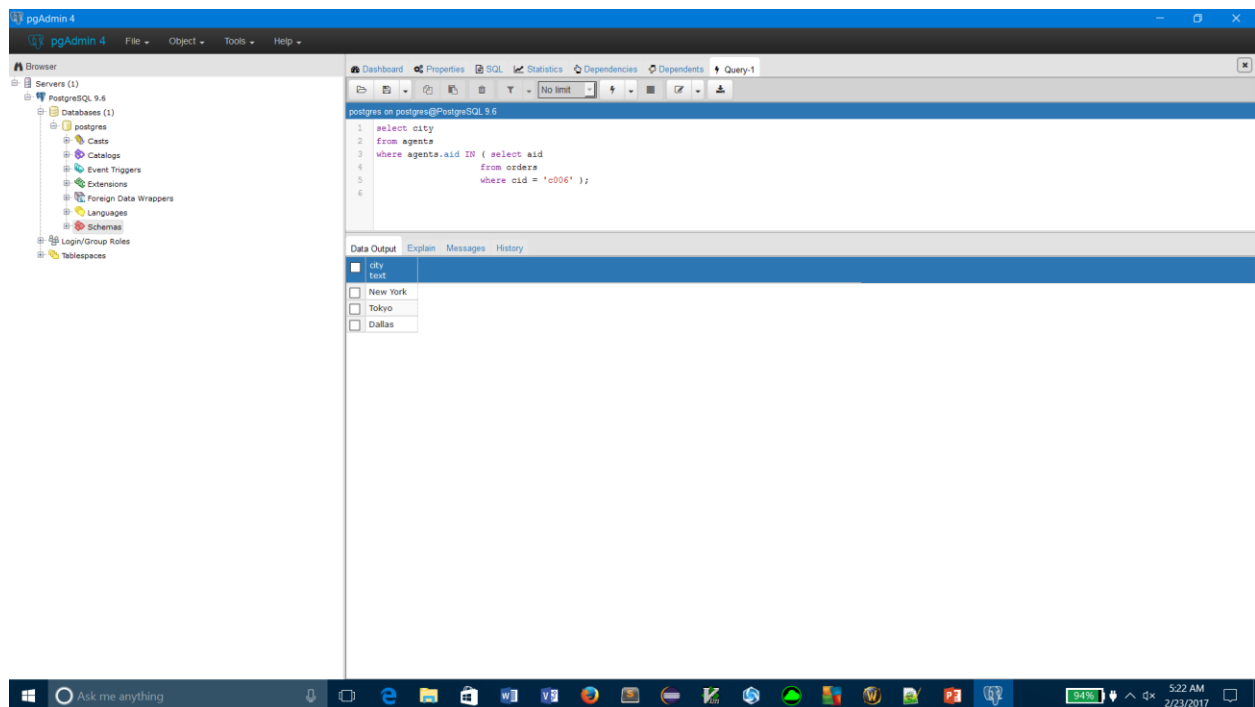 pgAdmin 4
pgAdmin 4 File Object Tools Help
Browser
Servers (1)
PostgreSQL 9.6
Databases (1)
postgres
Casts
Catalogs
Event Triggers
Extensions
Foreign Data Wrappers
Languages
Schemas
Login/Group Roles
Tablespaces
Dashboard Properties SQL Statistics Dependencies Dependents Query-1
No limit
postgres on postgres@PostgreSQL 9.6
1 select city
2 from agents
3 where agents.aid IN ( select aid
4 from orders
5 where cid = 'c006' );
6
Data Output Explain Messages History
city
text
New York
Tokyo
Dallas
Ask me anything
94%
5:22 AM
2/23/2017